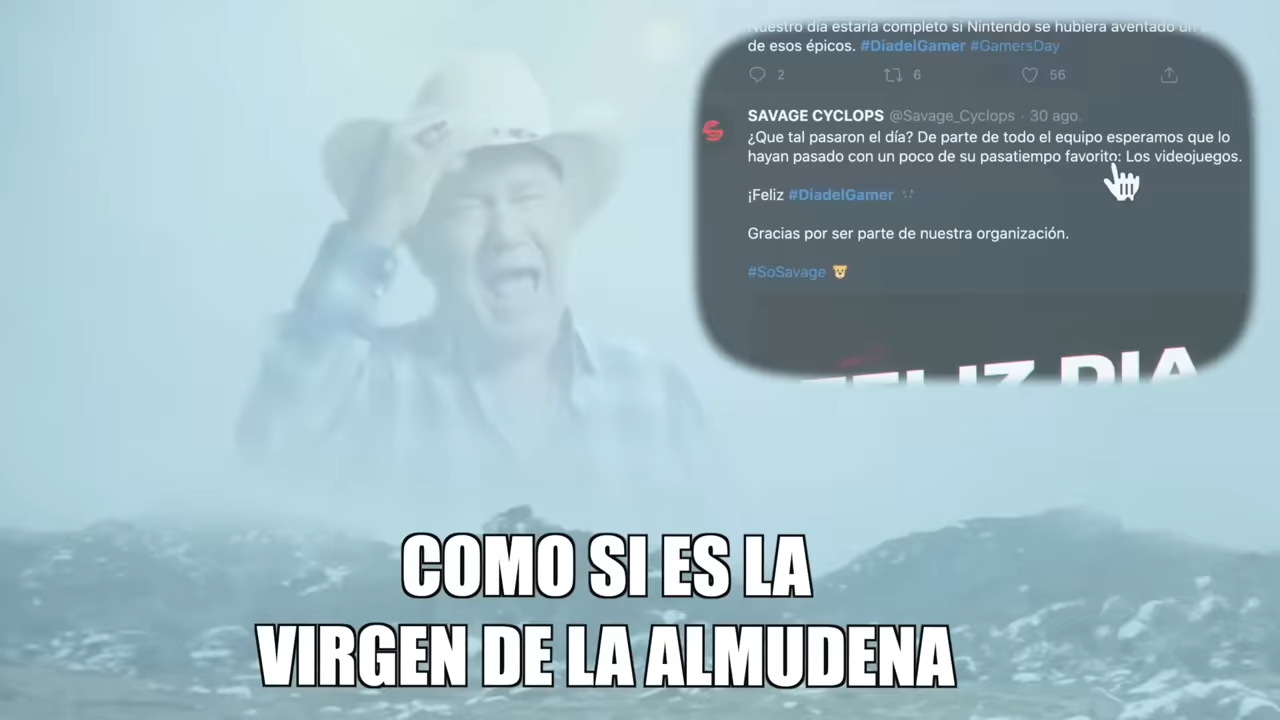 Nuestro día estaría completo si Nintendo se hubiera aventado un
de esos épicos. #DiadelGamer #GamersDay
2 6 56
SAVAGE CYCLOPS @Savage_Cyclops · 30 ago.
¿Que tal pasaron el día? De parte de todo el equipo esperamos que lo
hayan pasado con un poco de su pasatiempo favorito: Los videojuegos.
¡Feliz #DiadelGamer
Gracias por ser parte de nuestra organización.
#SoSavage
FELIZ DIA
COMO SI ES LA
VIRGEN DE LA ALMUDENA